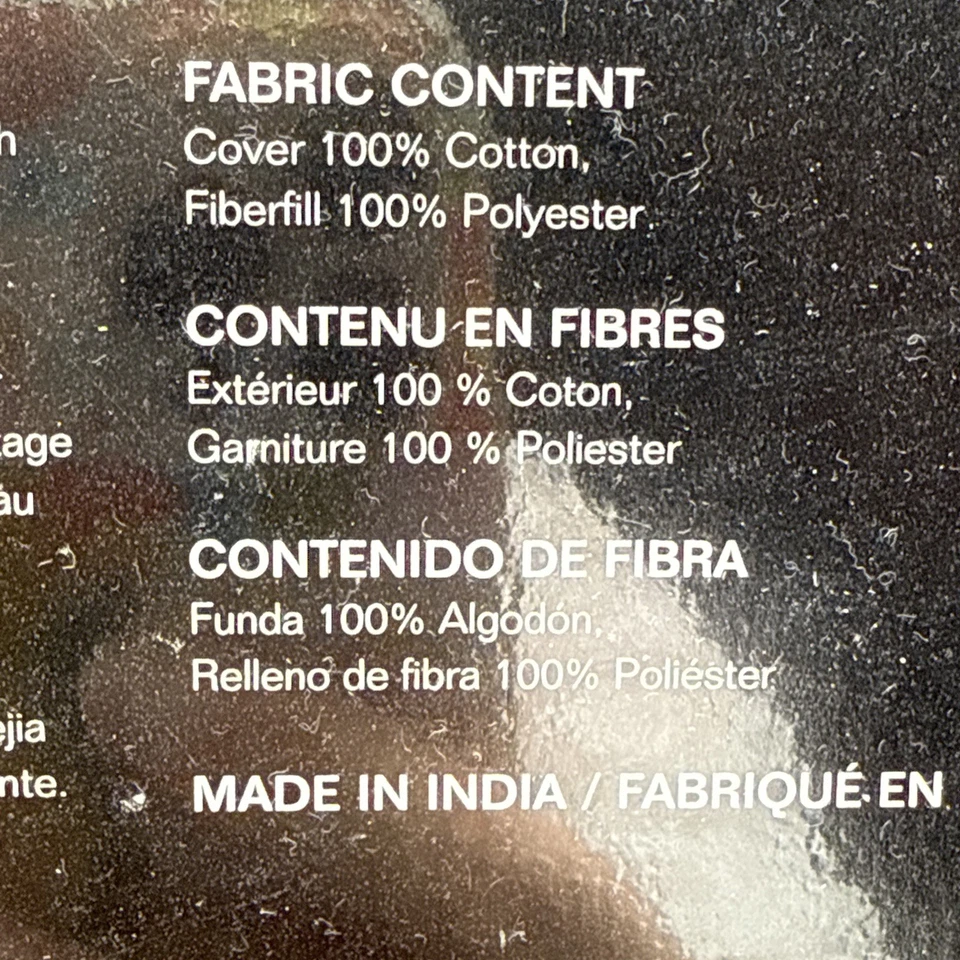 FABRIC CONTENT
Cover 100% Cotton,
Fiberfill 100% Polyester.
CONTENU EN FIBRES
Extérieur 100 % Coton,
Garniture 100 % Poliester
CONTENIDO DE FIBRA
Funda 100% Algodón,
Relleno de fibra 100% Poliéster.
MADE IN INDIA / FABRIQUÉ EN